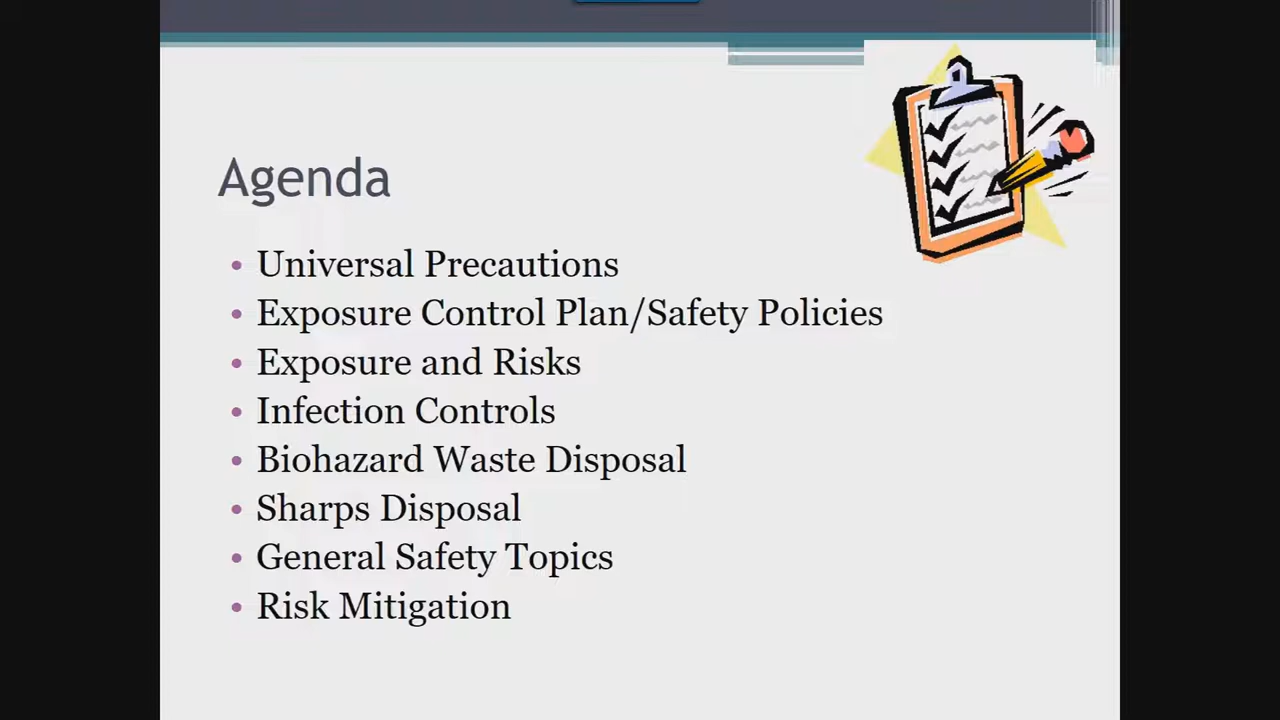 Agenda
• Universal Precautions
• Exposure Control Plan/Safety Policies
• Exposure and Risks
• Infection Controls
• Biohazard Waste Disposal
• Sharps Disposal
• General Safety Topics
• Risk Mitigation